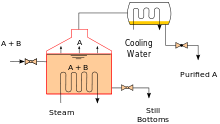 A
Cooling
Water
A + B
A + B
Purified A
Steam
Still
Bottoms